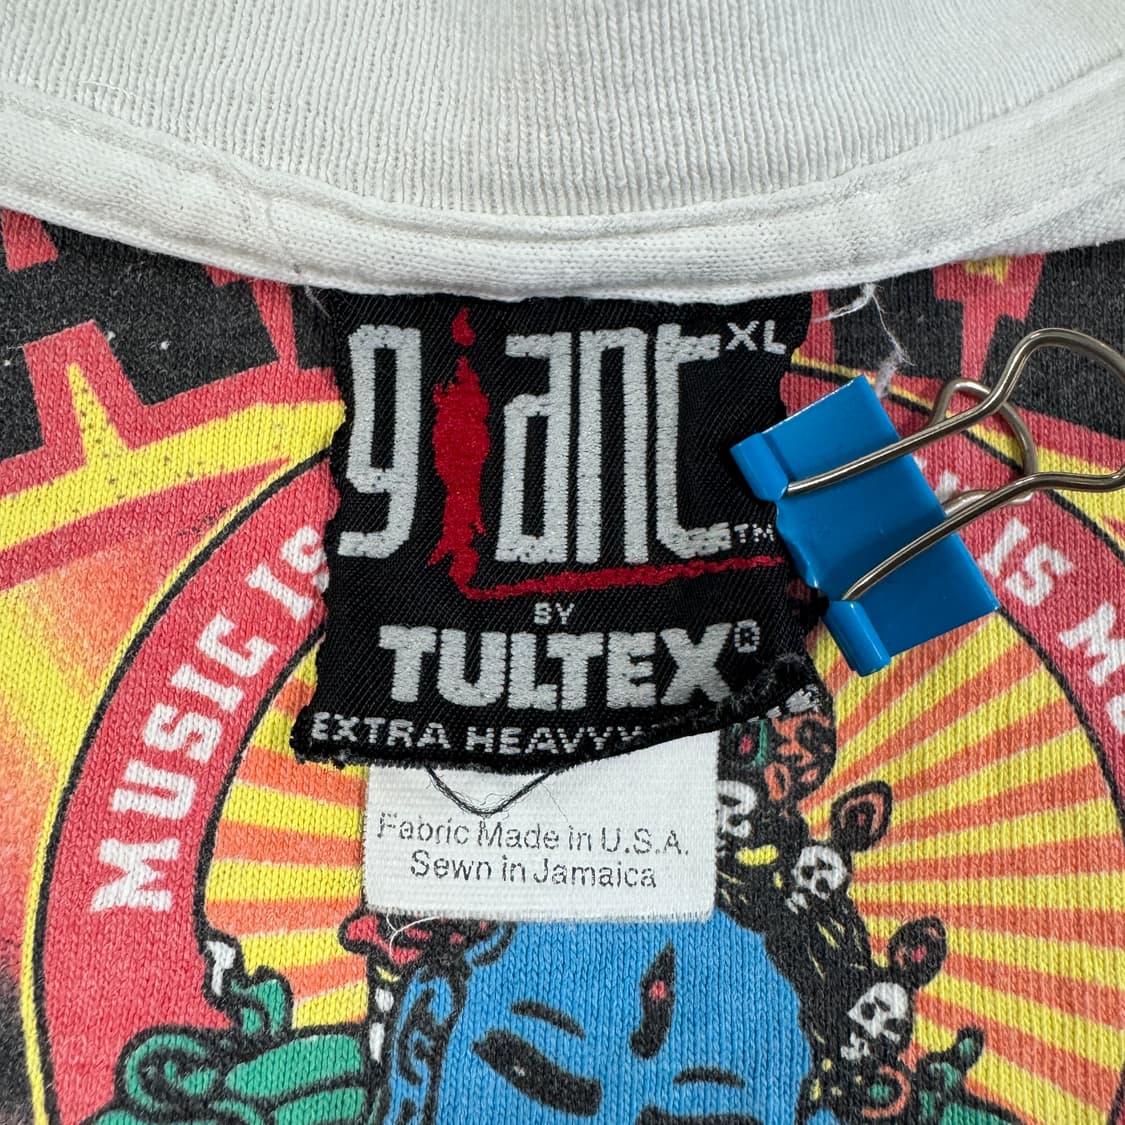 giant XL
TM
BY
TULTEX®
EXTRA HEAVY
Fabric Made in U.S.A.
Sewn in Jamaica
MUSIC IS
IS